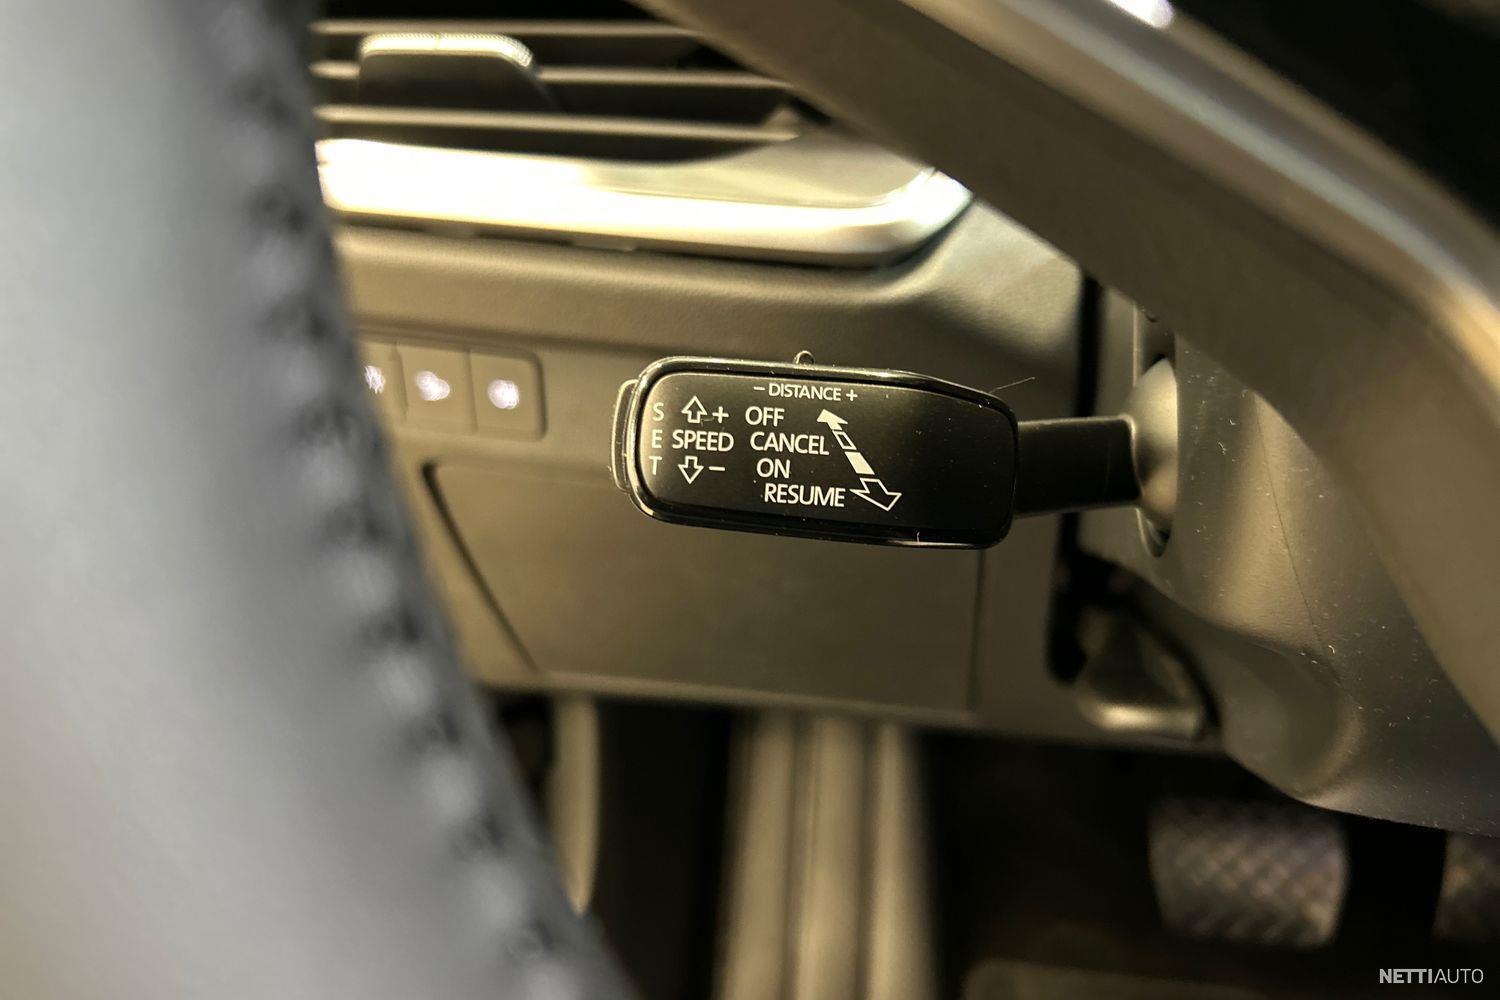 – DISTANCE +
S + OFF
E SPEED CANCEL
T – ON
RESUME
NETTIAUTO